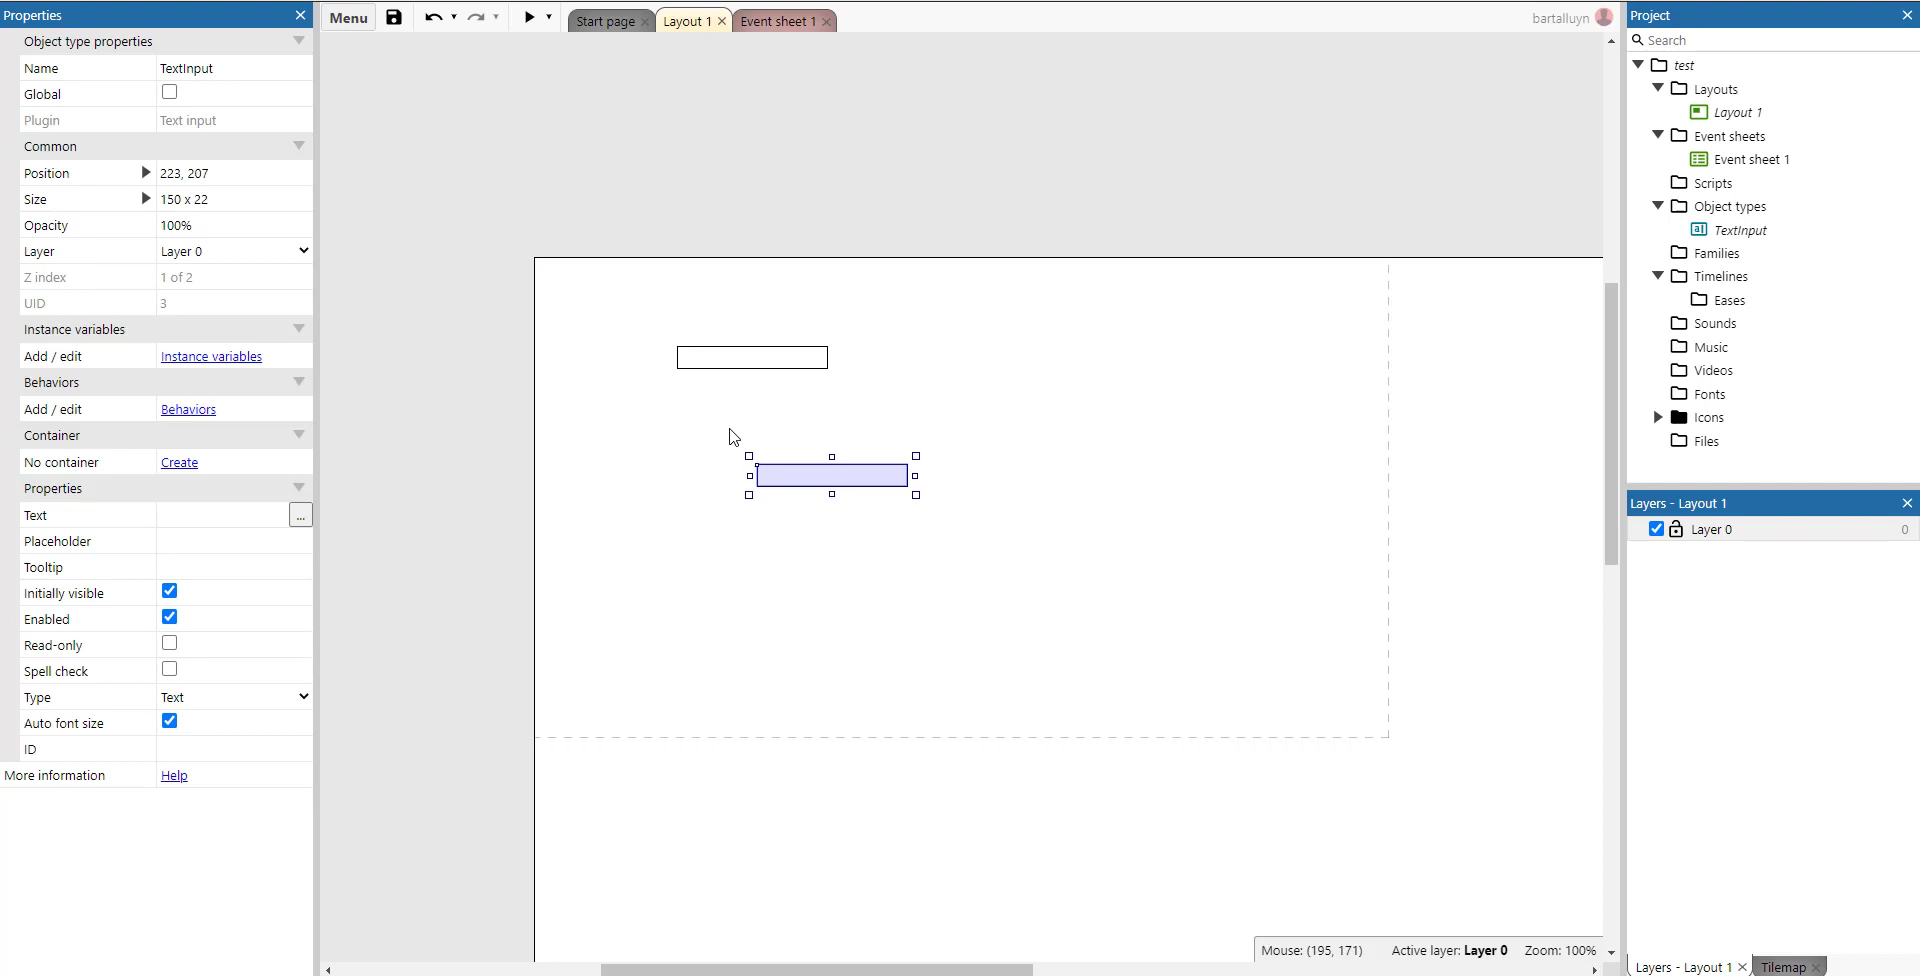 Properties
Object type properties
Name TextInput
Global
Plugin Text input
Common
Position 223, 207
Size 150 x 22
Opacity 100%
Layer Layer 0
Z index 1 of 2
UID 3
Instance variables
Add / edit Instance variables
Behaviors
Add / edit Behaviors
Container
No container Create
Properties
Text ...
Placeholder
Tooltip
Initially visible
Enabled
Read-only
Spell check
Type Text
Auto font size
ID
More information Help
Menu Start page Layout 1 Event sheet 1 bartalluyn
Mouse: (195, 171) Active layer: Layer 0 Zoom: 100%
Project
Search
test
Layouts
Layout 1
Event sheets
Event sheet 1
Scripts
Object types
TextInput
Families
Timelines
Eases
Sounds
Music
Videos
Fonts
Icons
Files
Layers - Layout 1
Layer 0 0
Layers - Layout 1 Tilemap